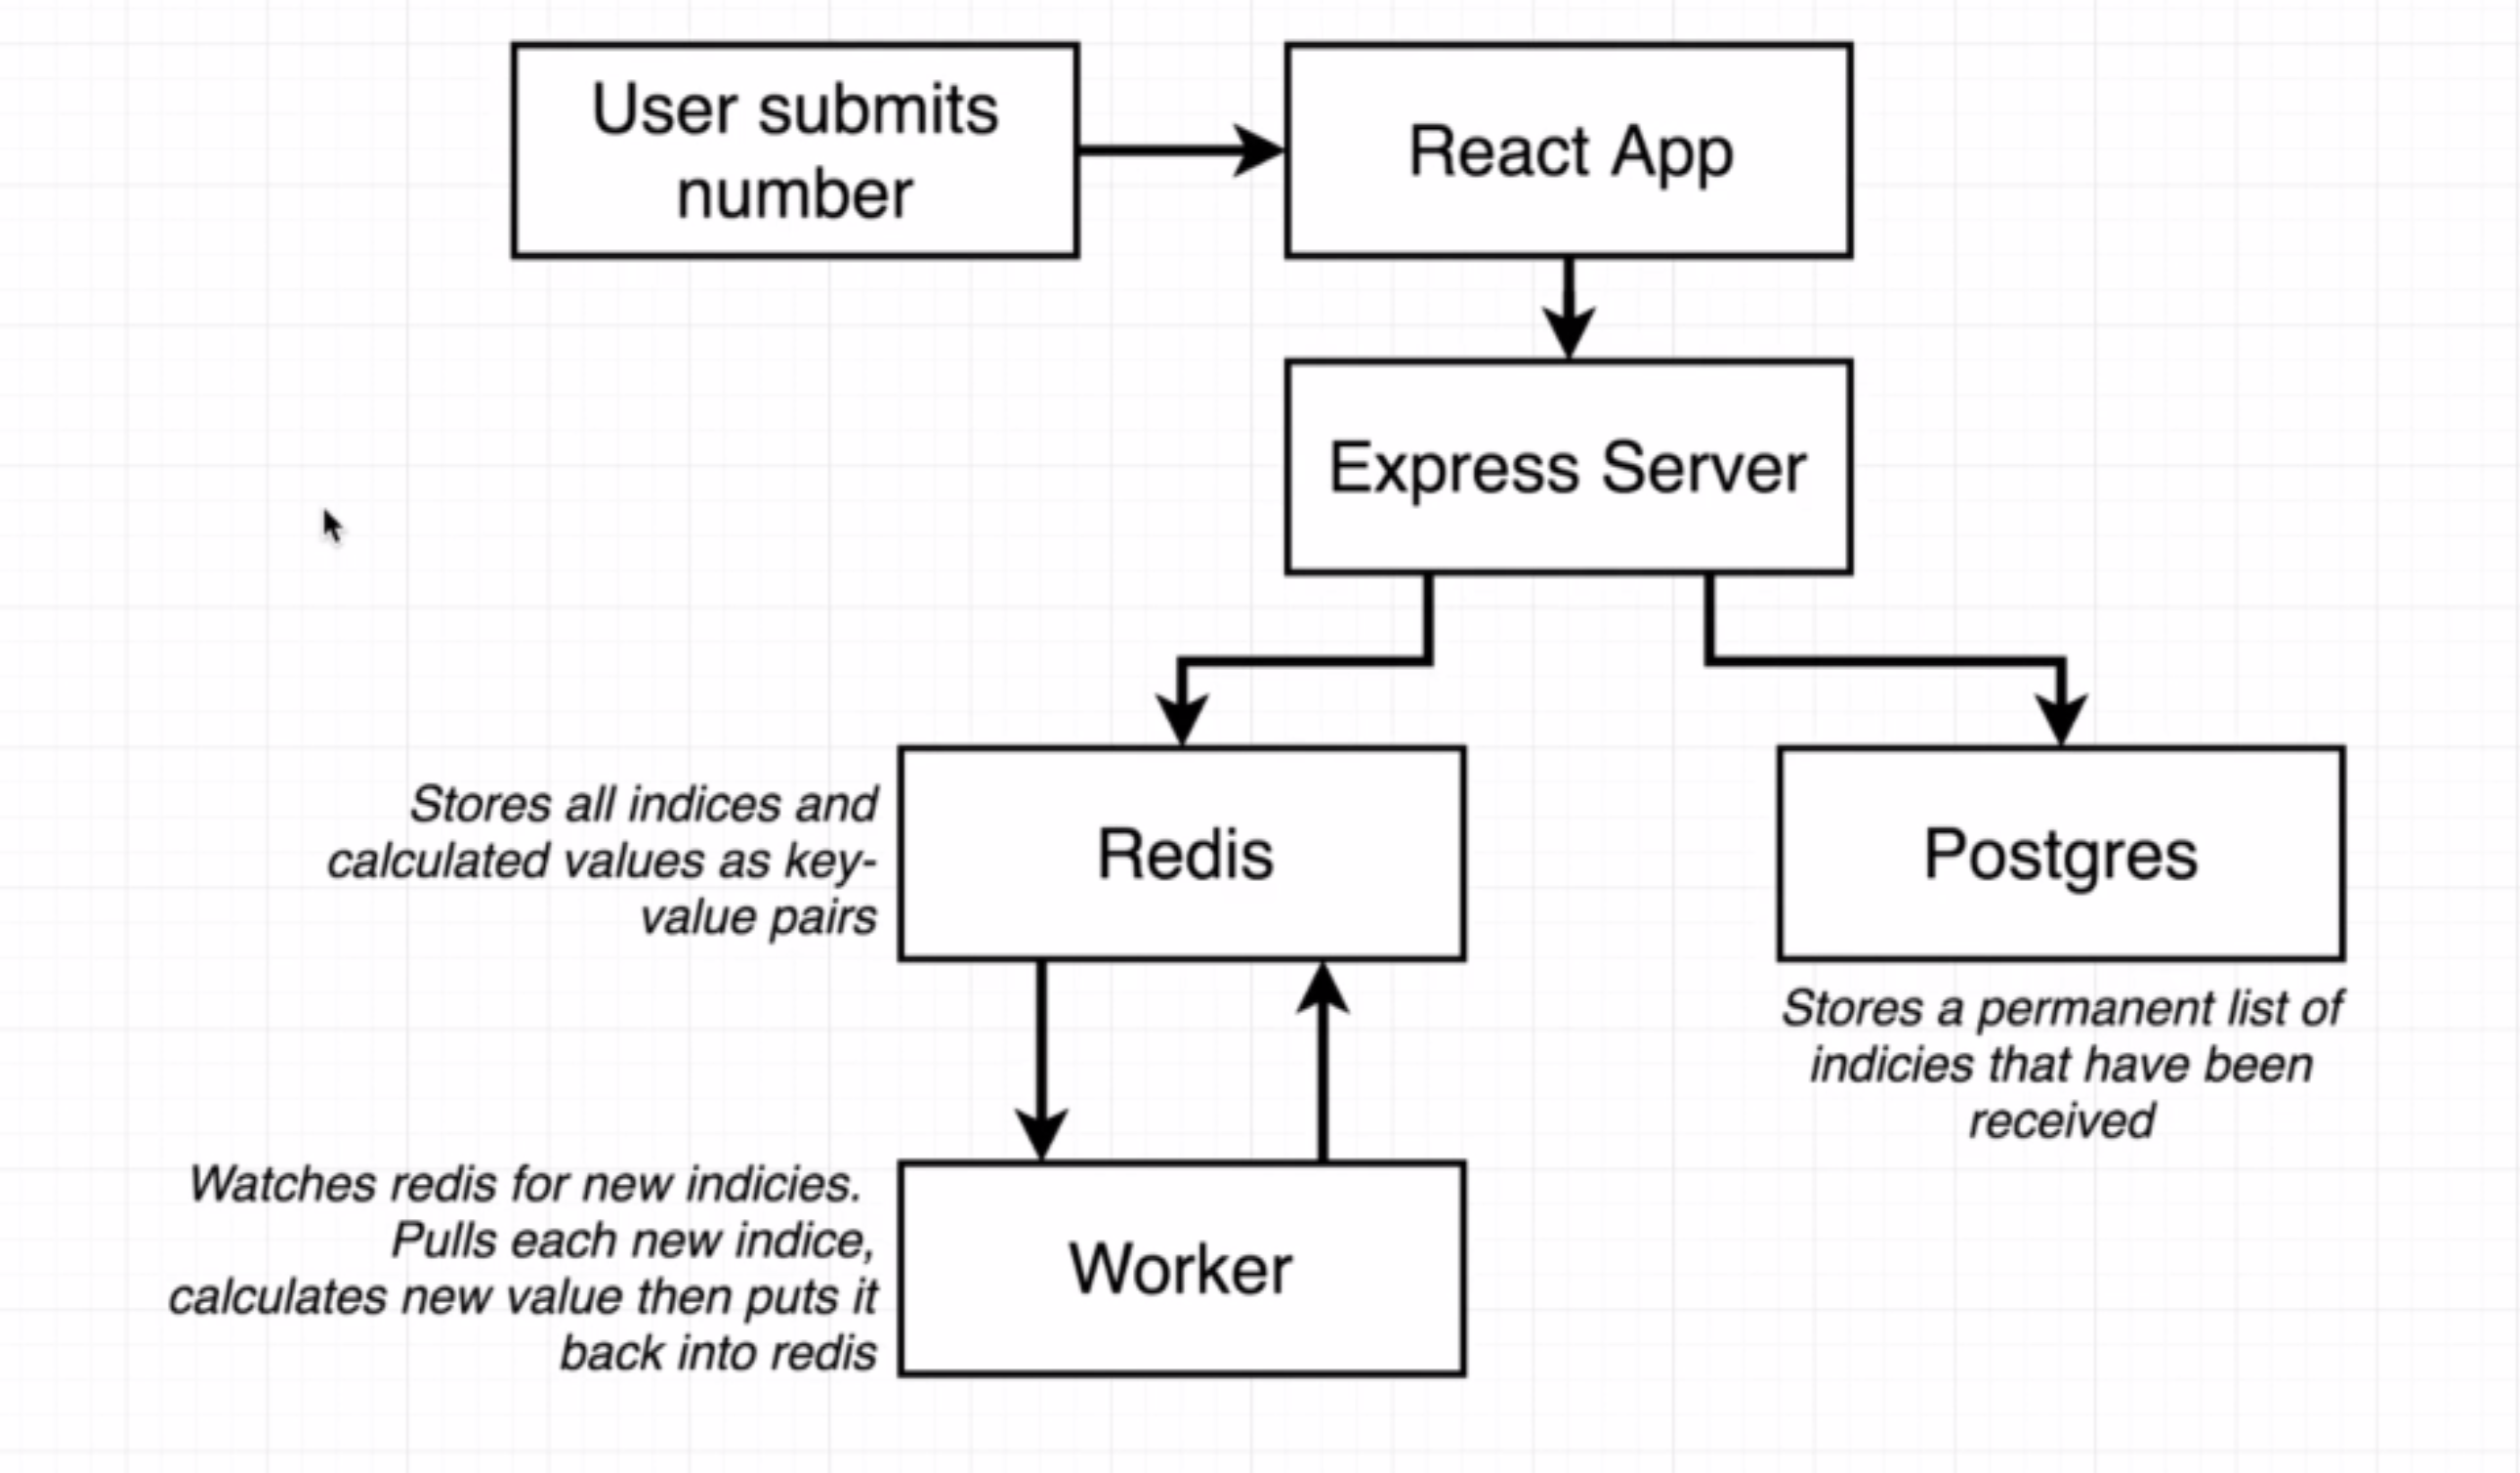 User submits
number
React App
Express Server
Stores all indices and
calculated values as key-
value pairs
Redis
Postgres
Stores a permanent list of
indicies that have been
received
Watches redis for new indicies.
Pulls each new indice,
calculates new value then puts it
back into redis
Worker